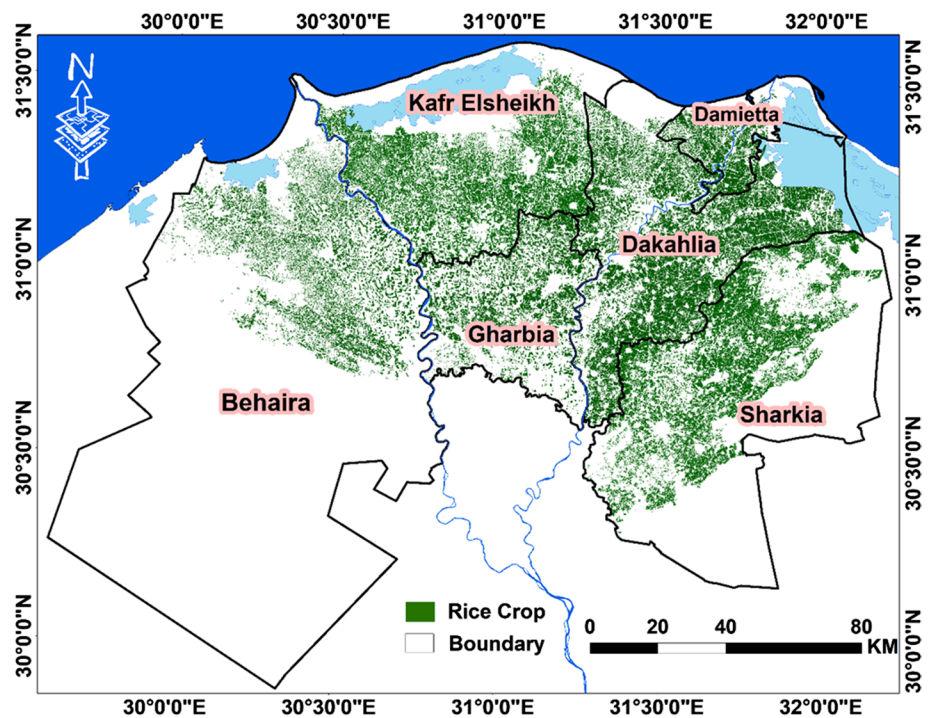 30°0'0"E 30°30'0"E 31°0'0"E 31°30'0"E 32°0'0"E
31°30'0"N
31°0'0"N
30°30'0"N
30°0'0"N
N
Kafr Elsheikh
Damietta
Dakahlia
Gharbia
Behaira
Sharkia
Rice Crop
Boundary
0 20 40 80
KM
31°30'0"N
31°0'0"N
30°30'0"N
30°0'0"N
30°0'0"E 30°30'0"E 31°0'0"E 31°30'0"E 32°0'0"E